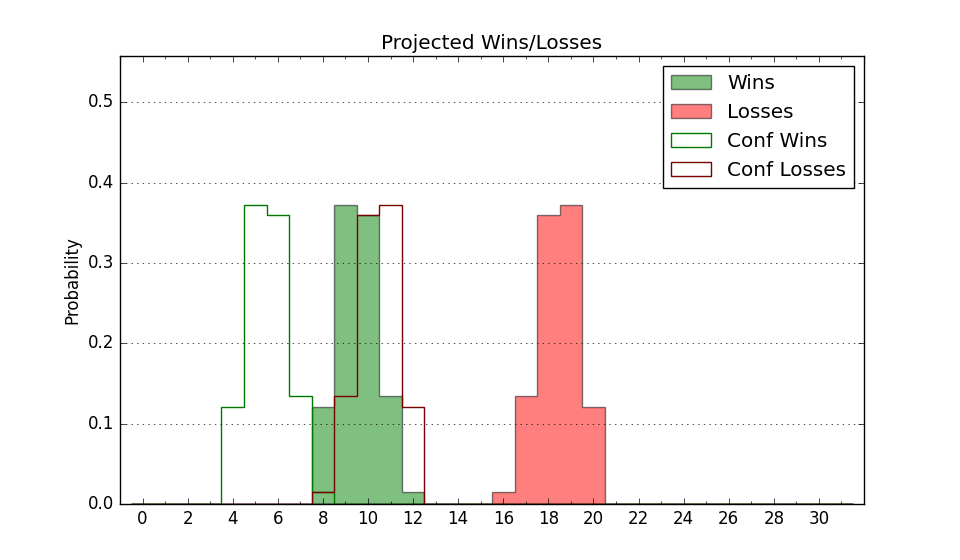 Projected Wins/Losses
Wins
Losses
Conf Wins
Conf Losses
Probability
0.5
0.4
0.3
0.2
0.1
0.0
0 2 4 6 8 10 12 14 16 18 20 22 24 26 28 30